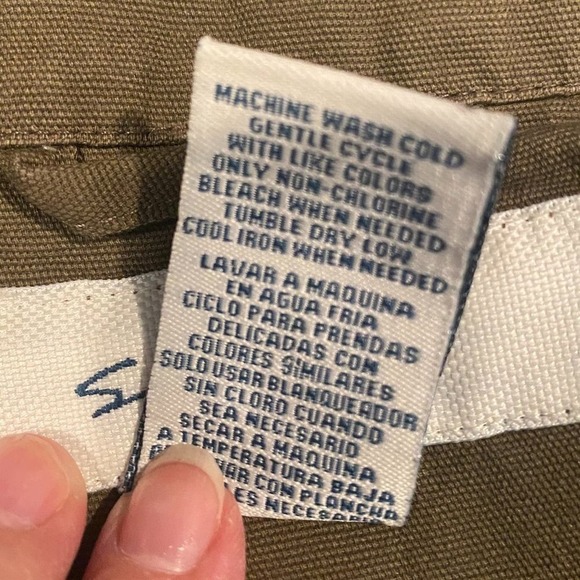 MACHINE WASH COLD
GENTLE CYCLE
WITH LIKE COLORS
ONLY NON-CHLORINE
BLEACH WHEN NEEDED
TUMBLE DRY LOW
COOL IRON WHEN NEEDED
LAVAR A MAQUINA
EN AGUA FRIA
CICLO PARA PRENDAS
DELICADAS CON
COLORES SIMILARES
SOLO USAR BLANQUEADOR
SIN CLORO CUANDO
SEA NECESARIO
SECAR A MAQUINA
A TEMPERATURA BAJA
CON PLANCHA
ES NECESARIO
S